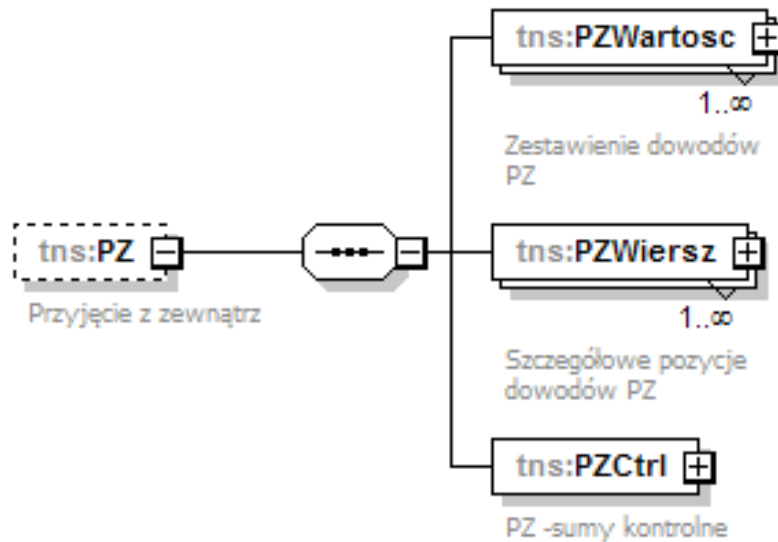 tns:PZWartosc
1..∞
Zestawienie dowodów
PZ
tns:PZ
Przyjęcie z zewnątrz
tns:PZWiersz
1..∞
Szczegółowe pozycje
dowodów PZ
tns:PZCtrl
PZ -sumy kontrolne